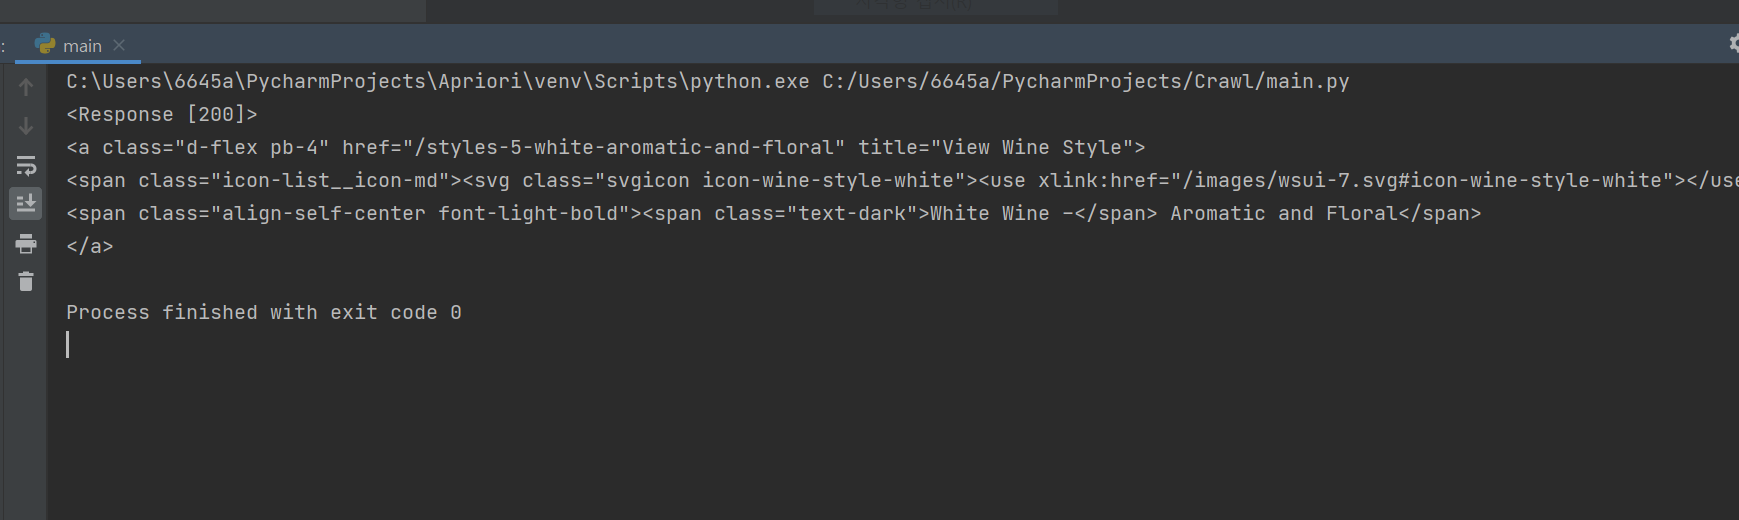 :
main
C:\Users\6645a\PycharmProjects\Apriori\venv\Scripts\python.exe C:/Users/6645a/PycharmProjects/Crawl/main.py
<Response [200]>
<a class="d-flex pb-4" href="/styles-5-white-aromatic-and-floral" title="View Wine Style">
<span class="icon-list__icon-md"><svg class="svgicon icon-wine-style-white"><use xlink:href="/images/wsui-7.svg#icon-wine-style-white"></use
<span class="align-self-center font-light-bold"><span class="text-dark">White Wine -</span> Aromatic and Floral</span>
</a>
Process finished with exit code 0